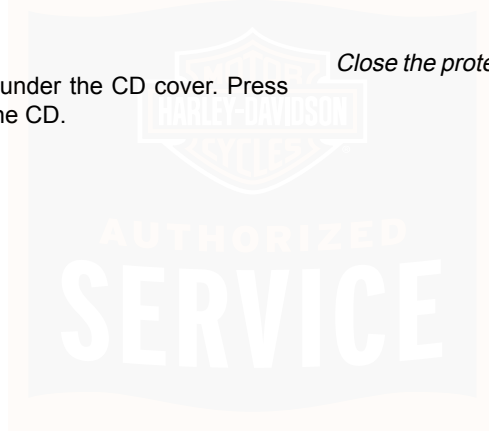 under the CD cover. Press
he CD.
Close the prote
HARLEY-DAVIDSON
CYCLES
AUTHORIZED
SERVICE